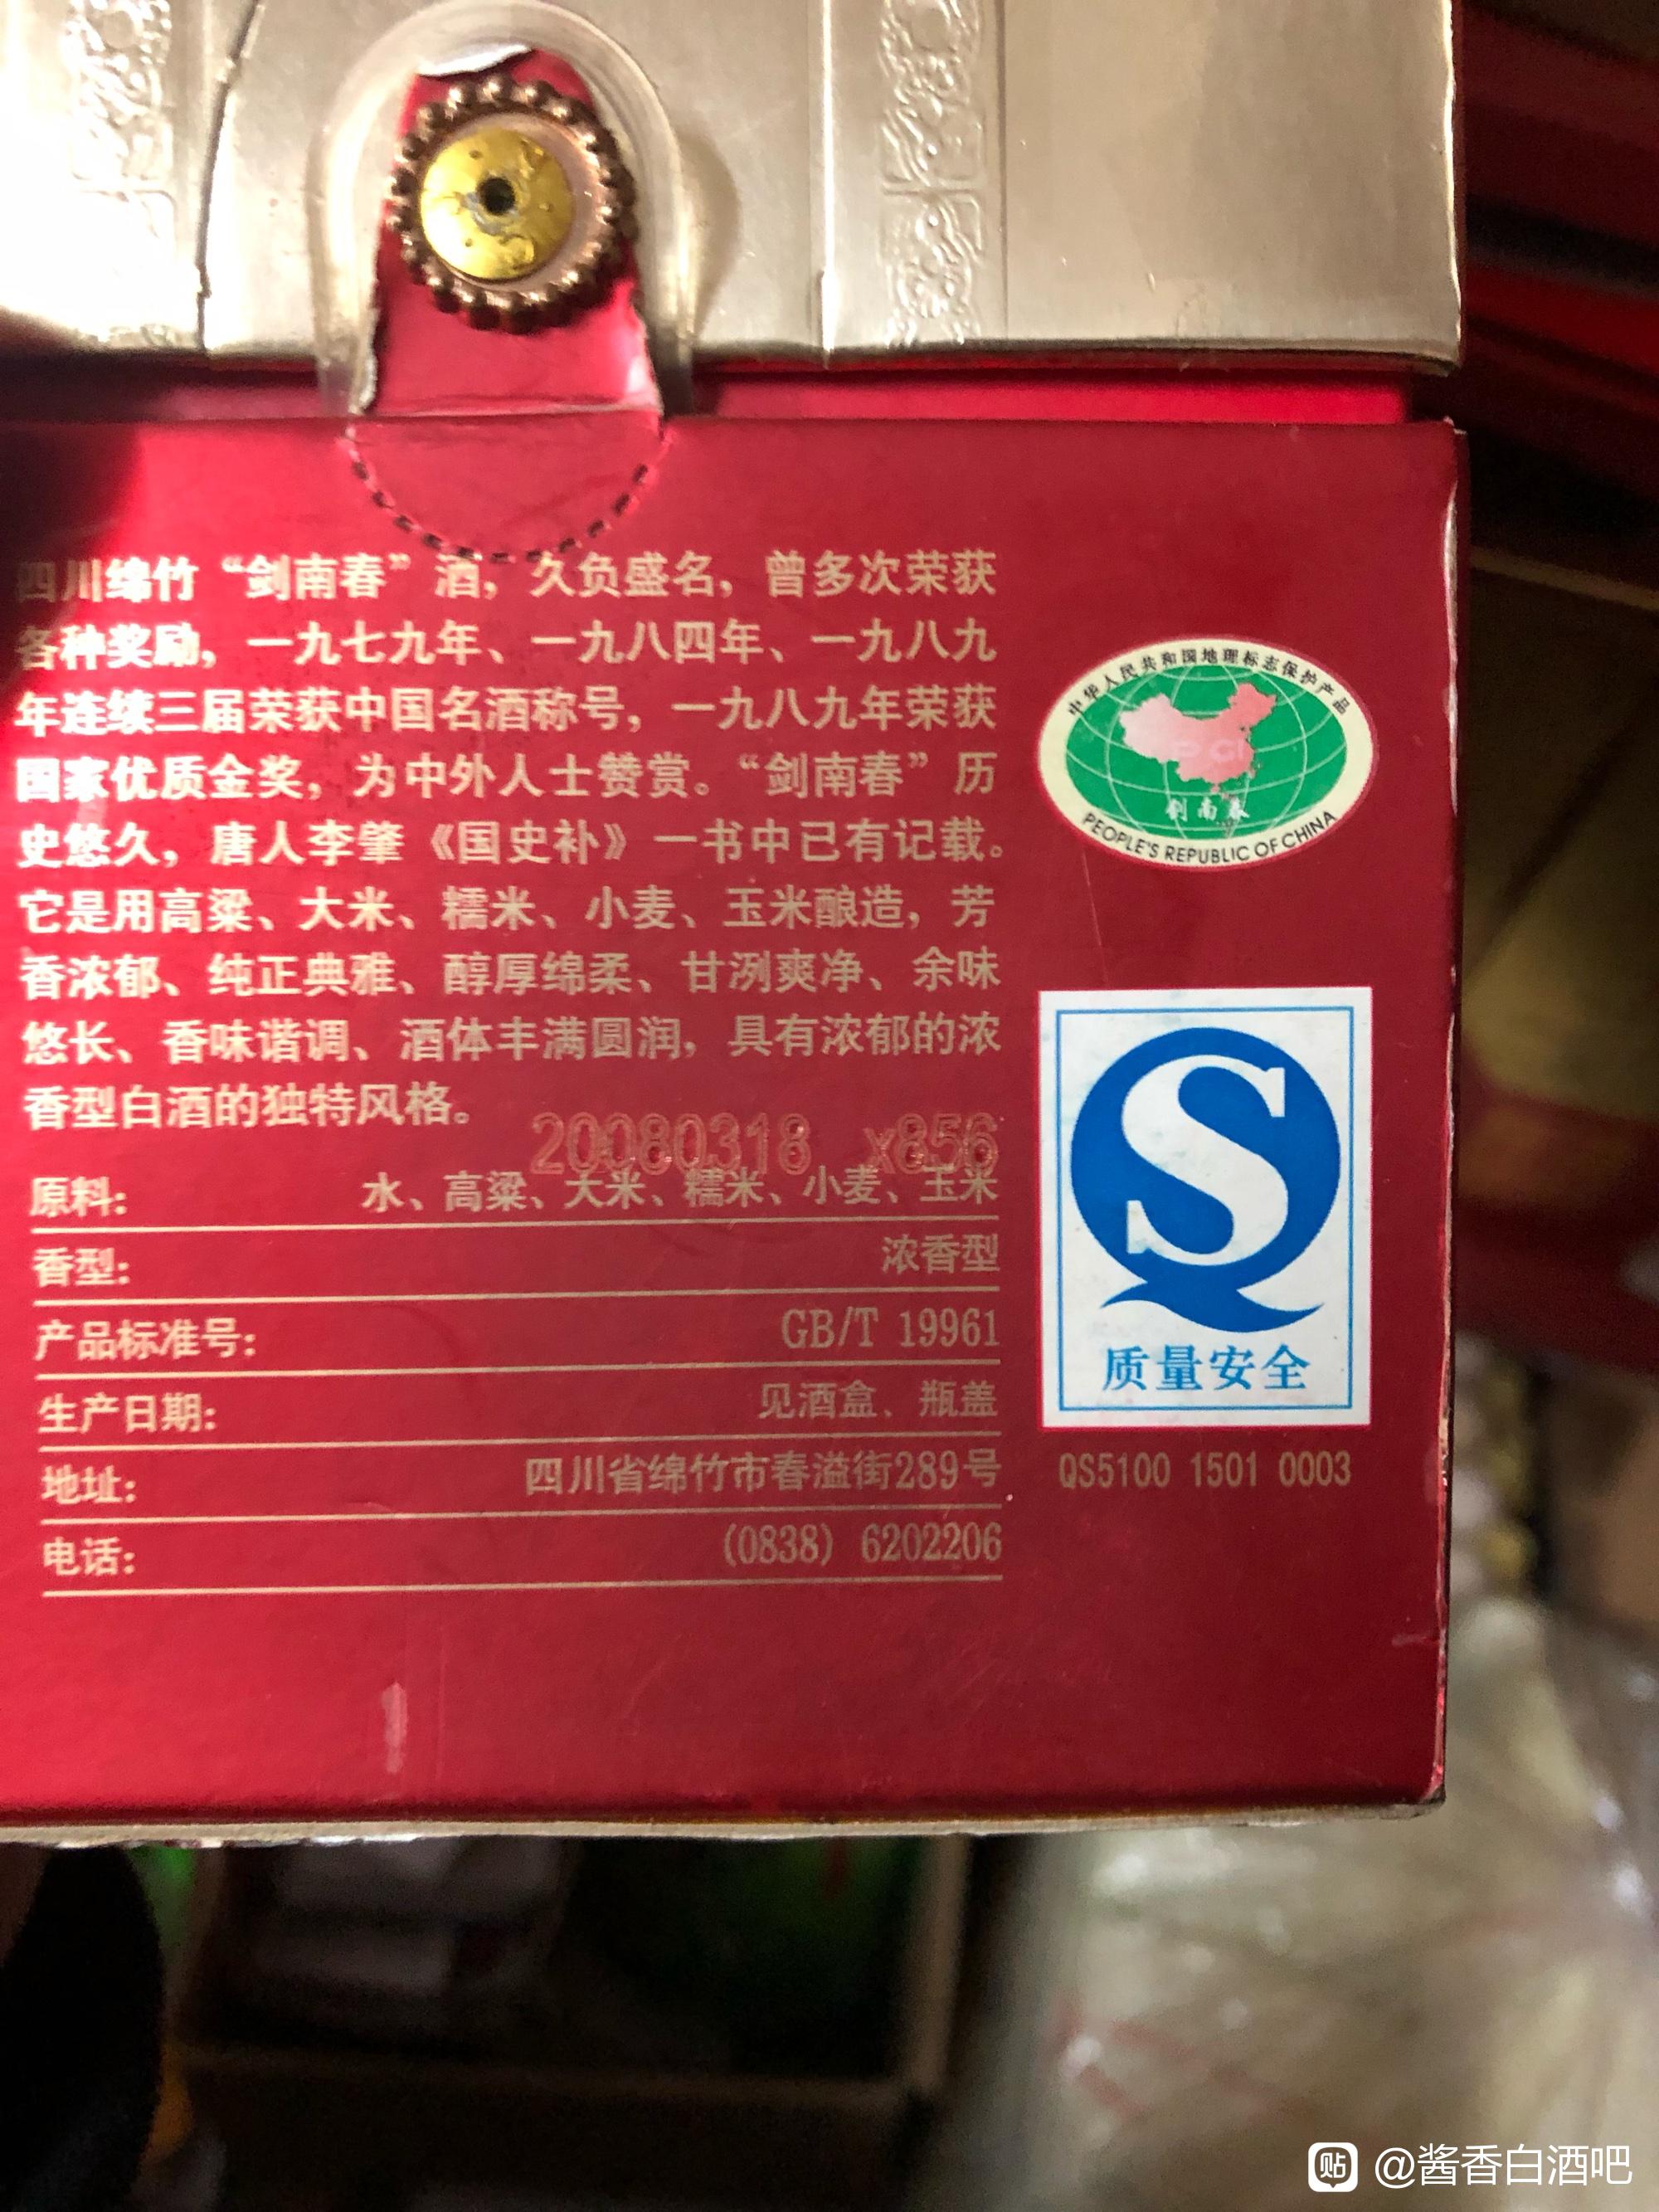 四川绵竹“剑南春”酒，久负盛名，曾多次荣获
各种奖励，一九七九年、一九八四年、一九八九
年连续三届荣获中国名酒称号，一九八九年荣获
国家优质金奖，为中外人士赞赏。“剑南春”历
史悠久，唐人李肇《国史补》一书中已有记载。
它是用高粱、大米、糯米、小麦、玉米酿造，芳
香浓郁、纯正典雅、醇厚绵柔、甘洌爽净、余味
悠长、香味谐调、酒体丰满圆润，具有浓郁的浓
香型白酒的独特风格。
20080318 x856
原料： 水、高粱、大米、糯米、小麦、玉米
香型： 浓香型
产品标准号： GB/T 19961
生产日期： 见酒盒、瓶盖
地址： 四川省绵竹市春溢街289号
电话： (0838) 6202206
中华人民共和国地理标志保护产品
PGI
剑南春
PEOPLE'S REPUBLIC OF CHINA
QS
质量安全
QS5100 1501 0003
贴 @酱香白酒吧